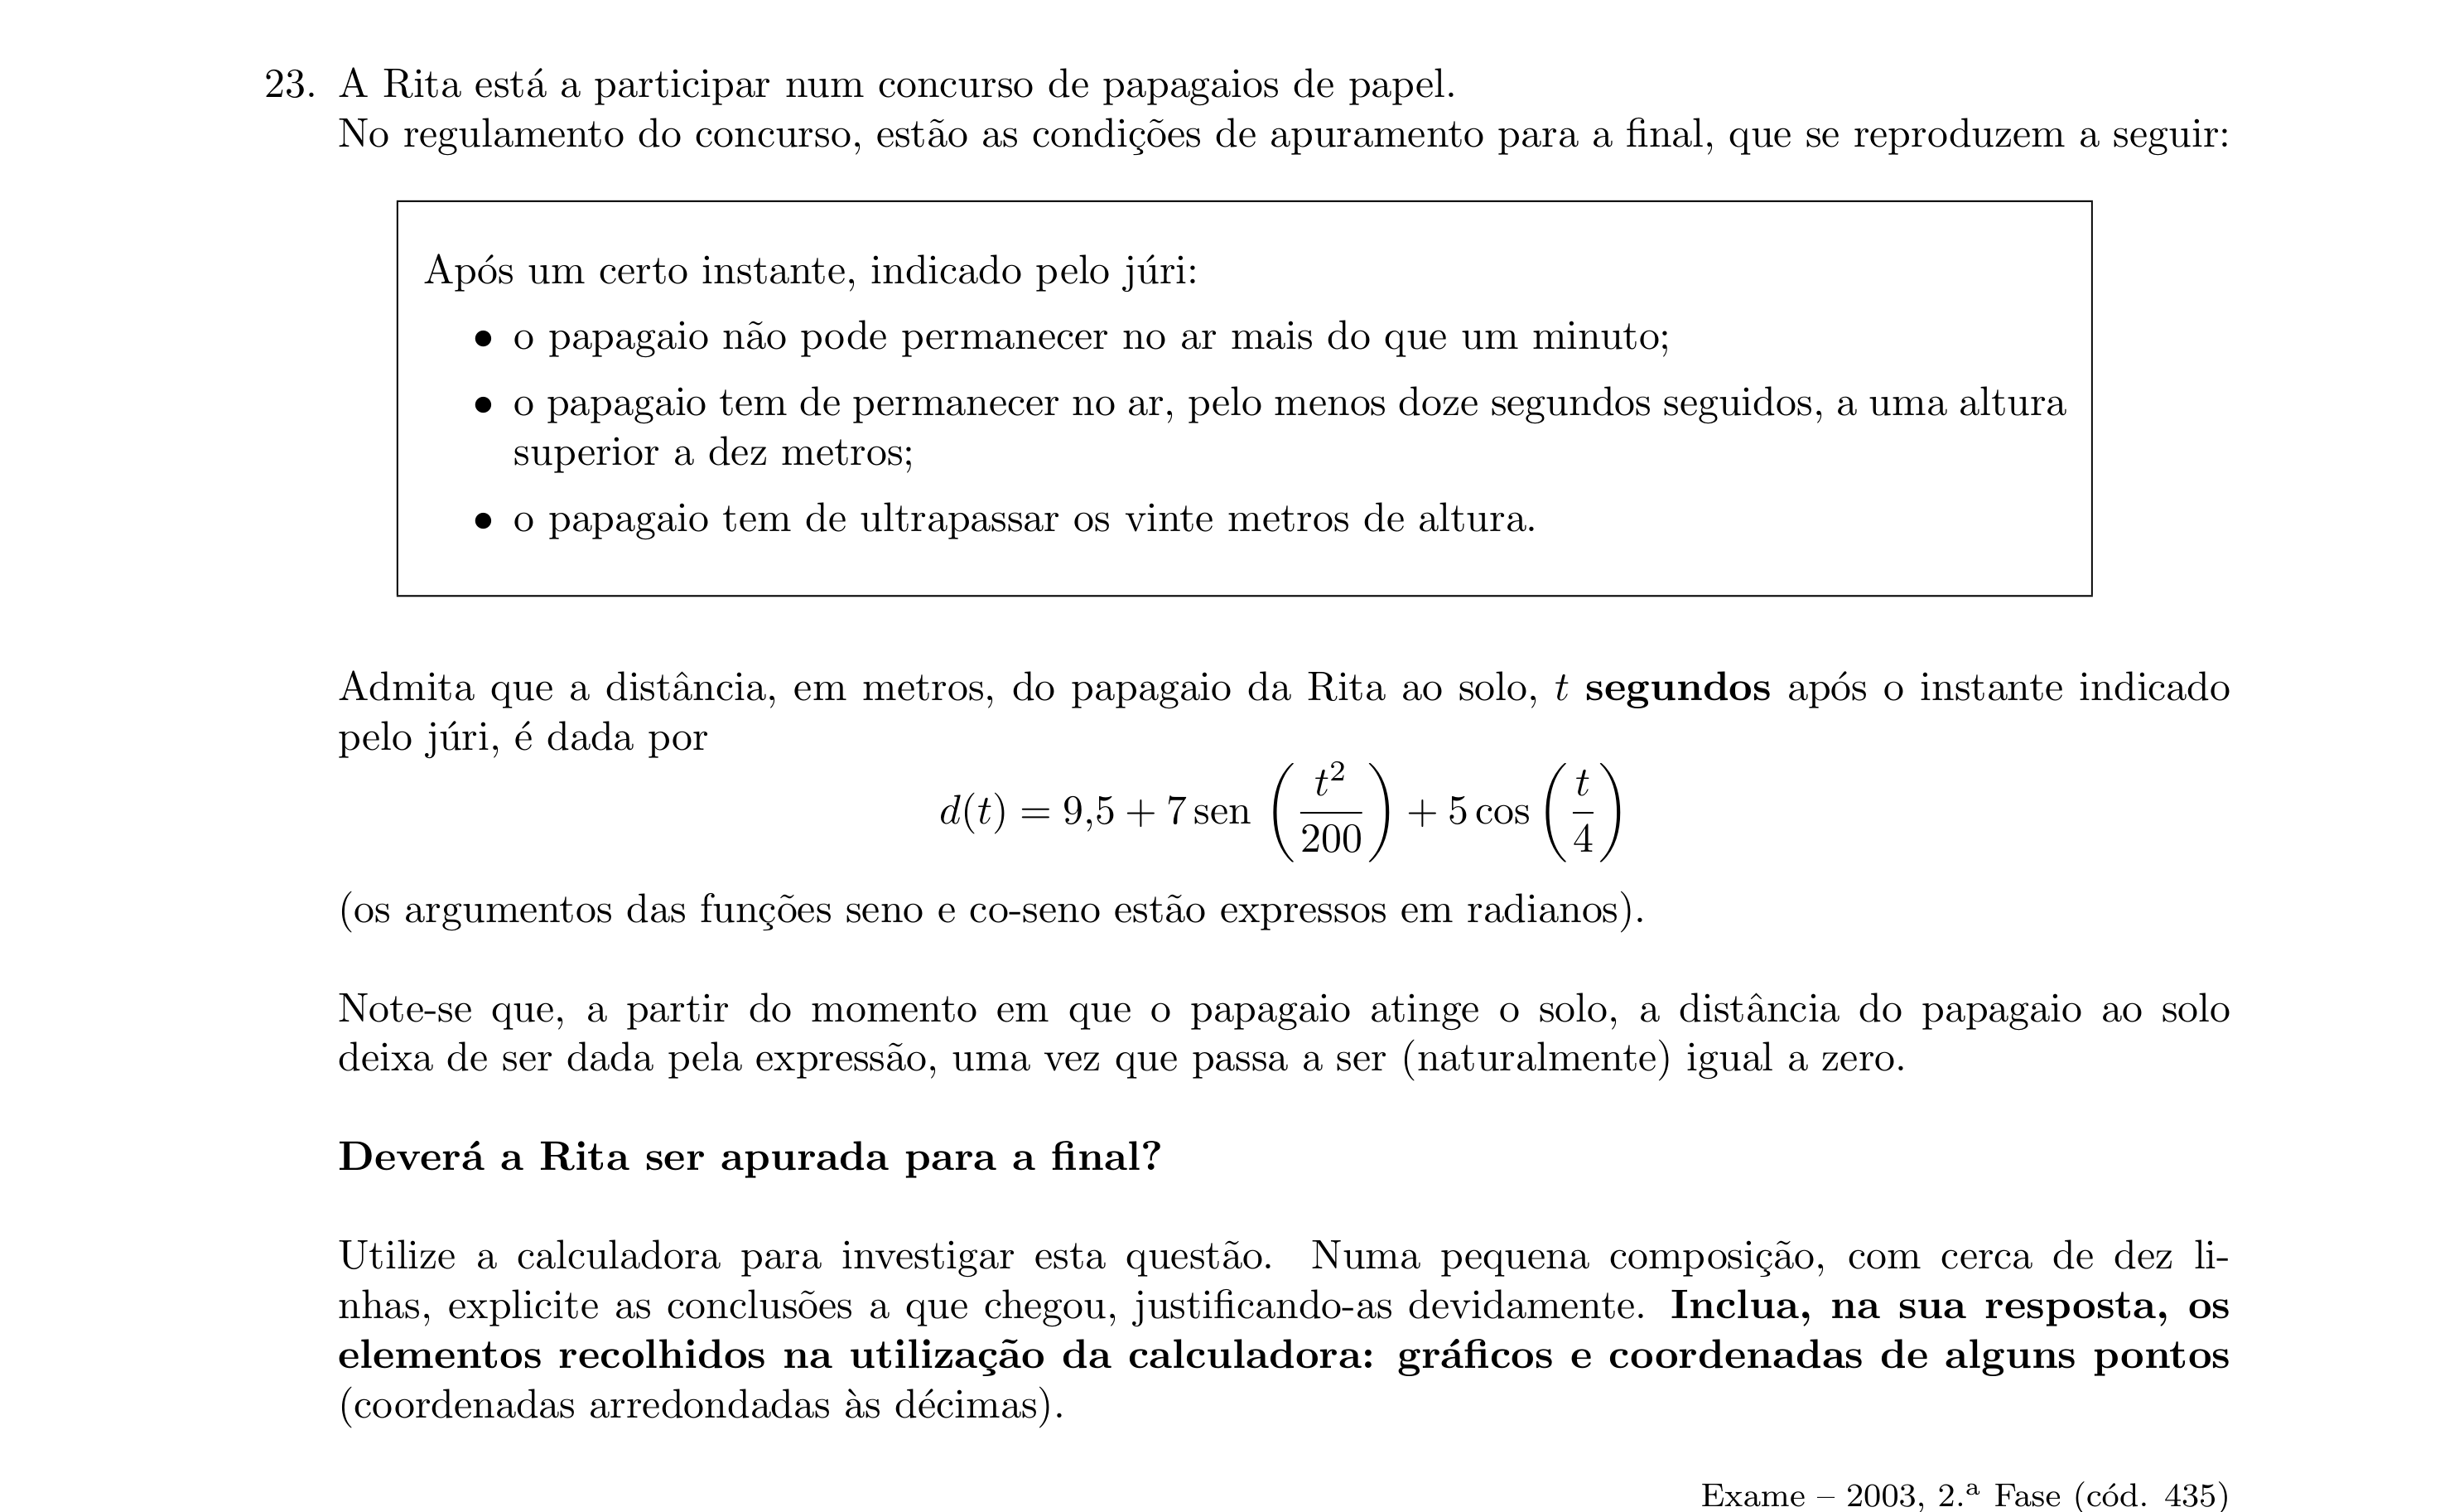 23. A Rita está a participar num concurso de papagaios de papel.
No regulamento do concurso, estão as condições de apuramento para a final, que se reproduzem a seguir:
Após um certo instante, indicado pelo júri:
• o papagaio não pode permanecer no ar mais do que um minuto;
• o papagaio tem de permanecer no ar, pelo menos doze segundos seguidos, a uma altura
superior a dez metros;
• o papagaio tem de ultrapassar os vinte metros de altura.
Admita que a distância, em metros, do papagaio da Rita ao solo, t segundos após o instante indicado
pelo júri, é dada por
d(t) = 9,5 + 7 sen (t²/200) + 5 cos (t/4)
(os argumentos das funções seno e co-seno estão expressos em radianos).
Note-se que, a partir do momento em que o papagaio atinge o solo, a distância do papagaio ao solo
deixa de ser dada pela expressão, uma vez que passa a ser (naturalmente) igual a zero.
Deverá a Rita ser apurada para a final?
Utilize a calculadora para investigar esta questão. Numa pequena composição, com cerca de dez li-
nhas, explicite as conclusões a que chegou, justificando-as devidamente. Inclua, na sua resposta, os
elementos recolhidos na utilização da calculadora: gráficos e coordenadas de alguns pontos
(coordenadas arredondadas às décimas).
Exame – 2003, 2.ª Fase (cód. 435)